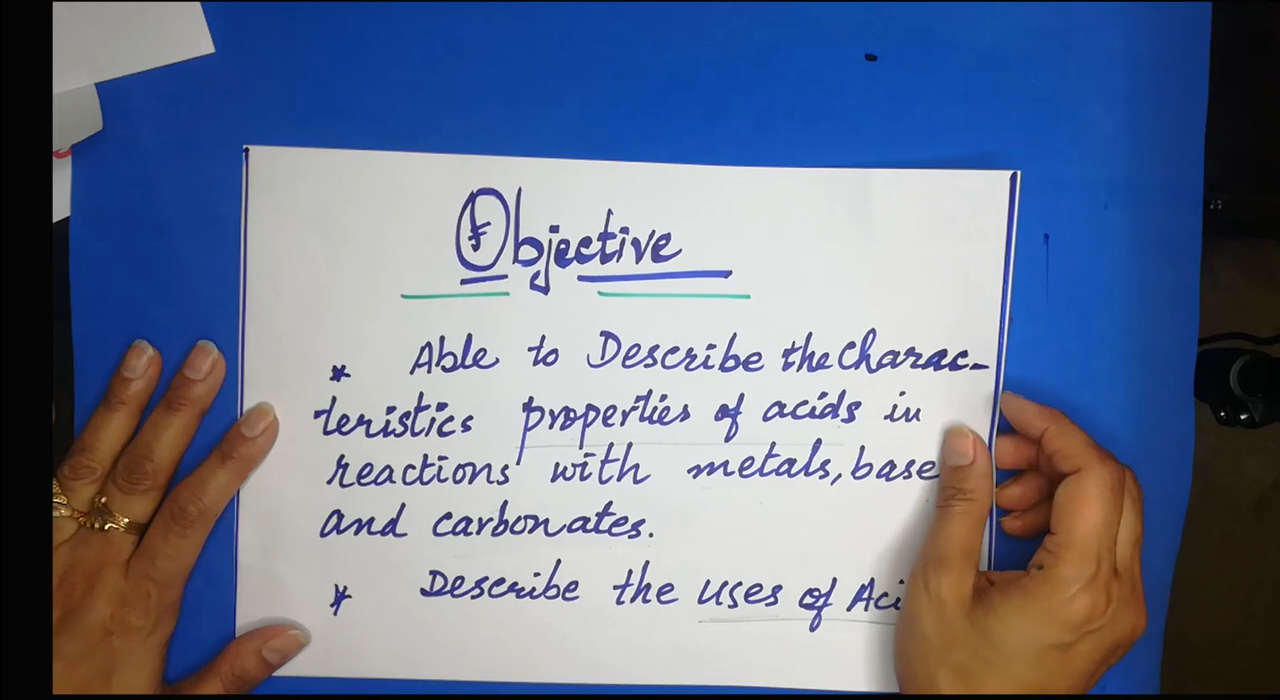 Objective
* Able to Describe the Charac-
teristics properties of acids in
reactions with metals, base
and carbonates.
* Describe the uses of Aci